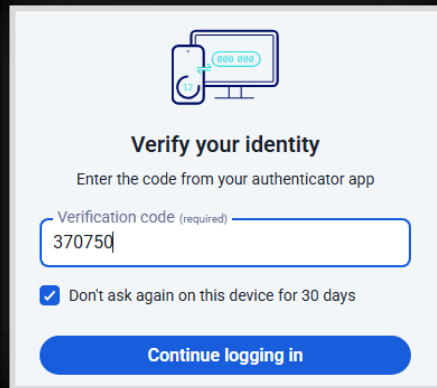 000 000
12
Verify your identity
Enter the code from your authenticator app
Verification code (required)
370750
Don't ask again on this device for 30 days
Continue logging in